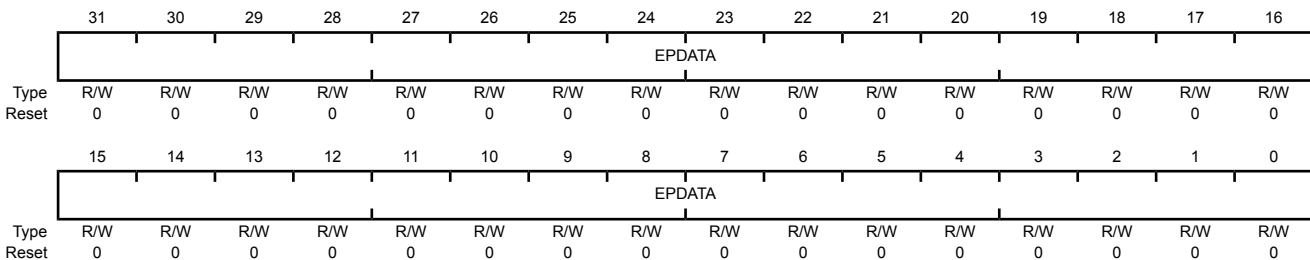 31 30 29 28 27 26 25 24 23 22 21 20 19 18 17 16
EPDATA
Type R/W R/W R/W R/W R/W R/W R/W R/W R/W R/W R/W R/W R/W R/W R/W R/W
Reset 0 0 0 0 0 0 0 0 0 0 0 0 0 0 0 0
15 14 13 12 11 10 9 8 7 6 5 4 3 2 1 0
EPDATA
Type R/W R/W R/W R/W R/W R/W R/W R/W R/W R/W R/W R/W R/W R/W R/W R/W
Reset 0 0 0 0 0 0 0 0 0 0 0 0 0 0 0 0